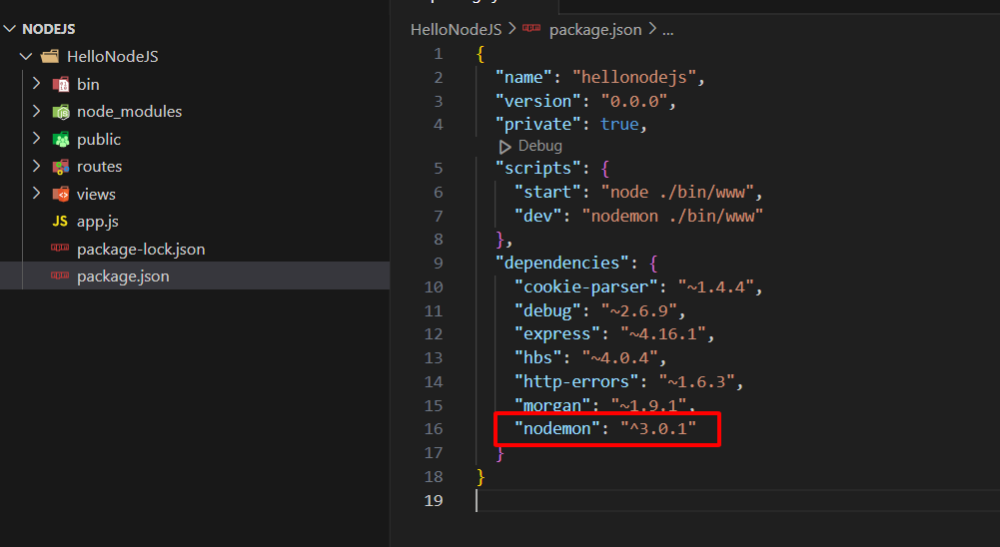 NODEJS
HelloNodeJS
bin
node_modules
public
routes
views
JS app.js
package-lock.json
package.json
HelloNodeJS > package.json > ...
1 {
2 "name": "hellonodejs",
3 "version": "0.0.0",
4 "private": true,
Debug
5 "scripts": {
6 "start": "node ./bin/www",
7 "dev": "nodemon ./bin/www"
8 },
9 "dependencies": {
10 "cookie-parser": "~1.4.4",
11 "debug": "~2.6.9",
12 "express": "~4.16.1",
13 "hbs": "~4.0.4",
14 "http-errors": "~1.6.3",
15 "morgan": "~1.9.1",
16 "nodemon": "^3.0.1"
17 }
18 }
19